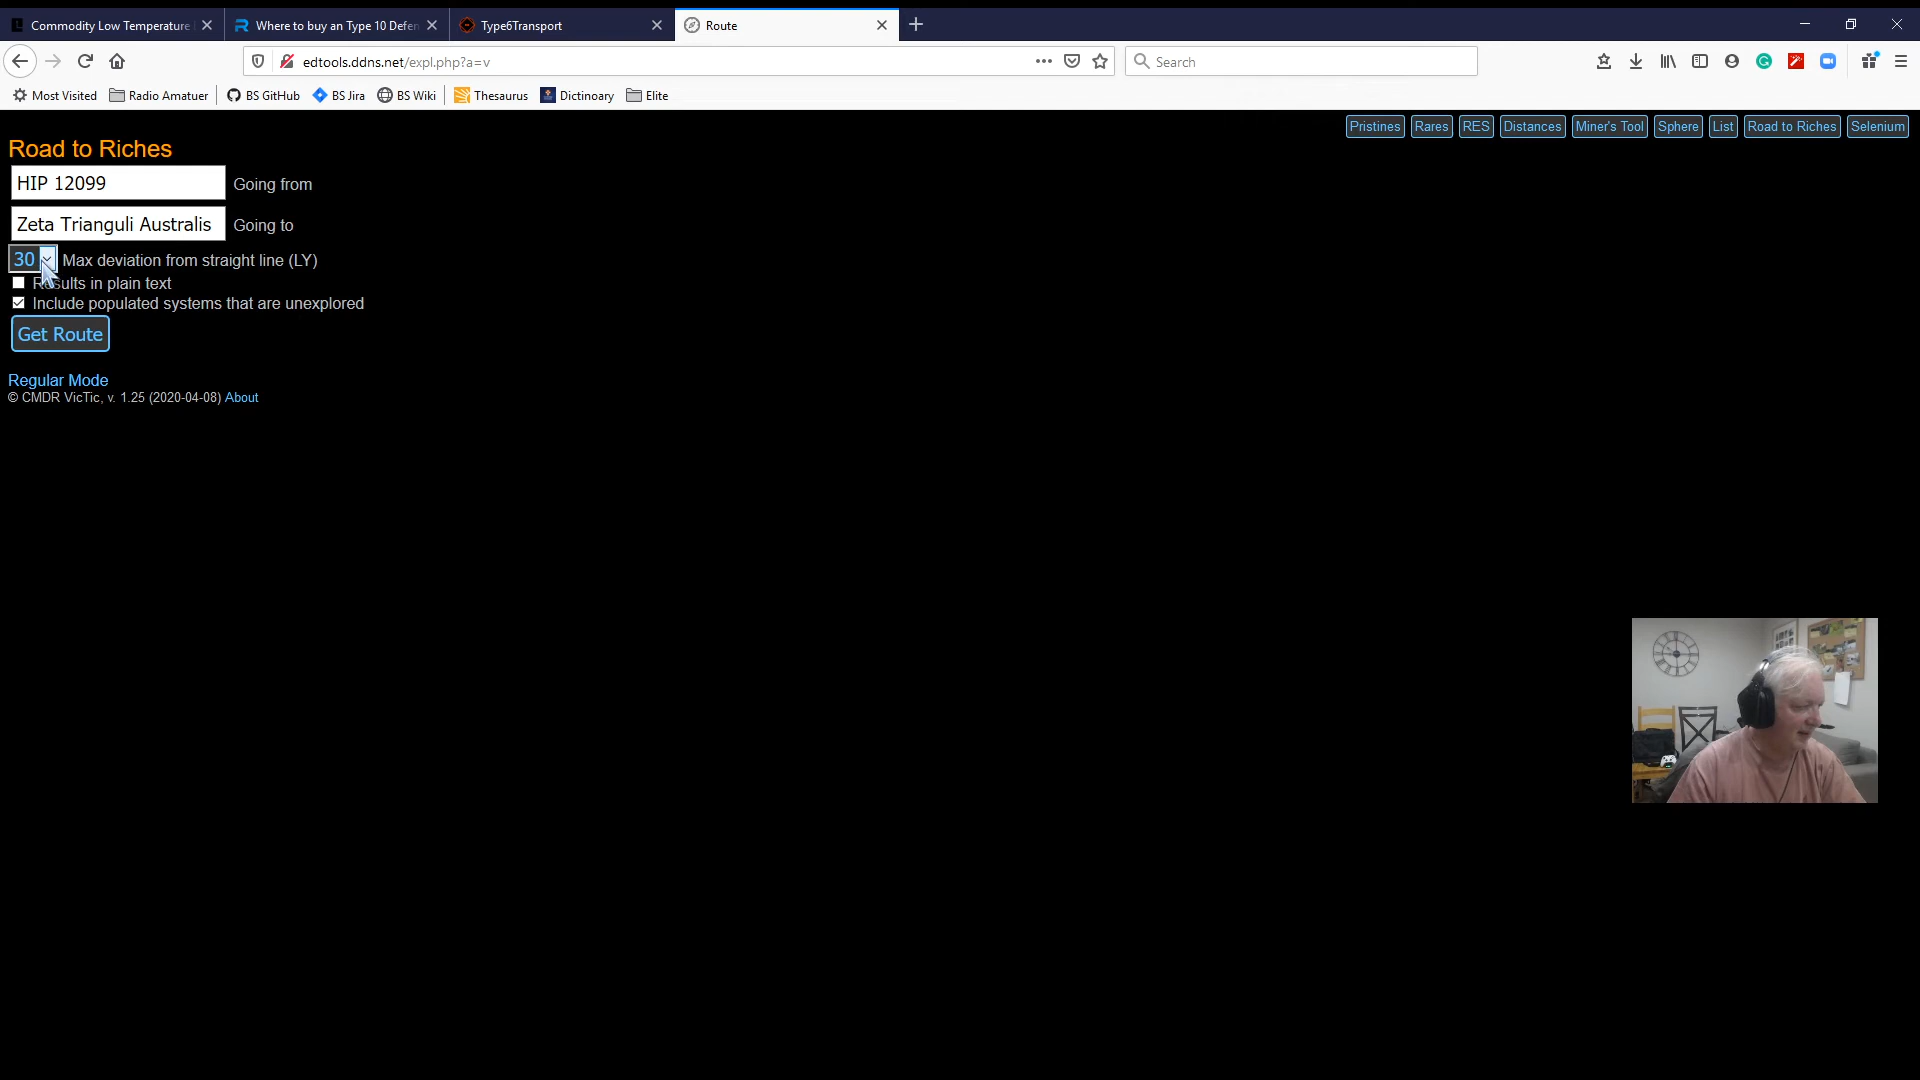 Commodity Low Temperature
Where to buy an Type 10 Defen
Type6Transport
Route
edtools.ddns.net/expl.php?a=v
Search
Most Visited
Radio Amatuer
BS GitHub
BS Jira
BS Wiki
Thesaurus
Dictinoary
Elite
Pristines
Rares
RES
Distances
Miner's Tool
Sphere
List
Road to Riches
Selenium
Road to Riches
HIP 12099 Going from
Zeta Trianguli Australis Going to
30 Max deviation from straight line (LY)
Results in plain text
Include populated systems that are unexplored
Get Route
Regular Mode
© CMDR VicTic, v. 1.25 (2020-04-08) About